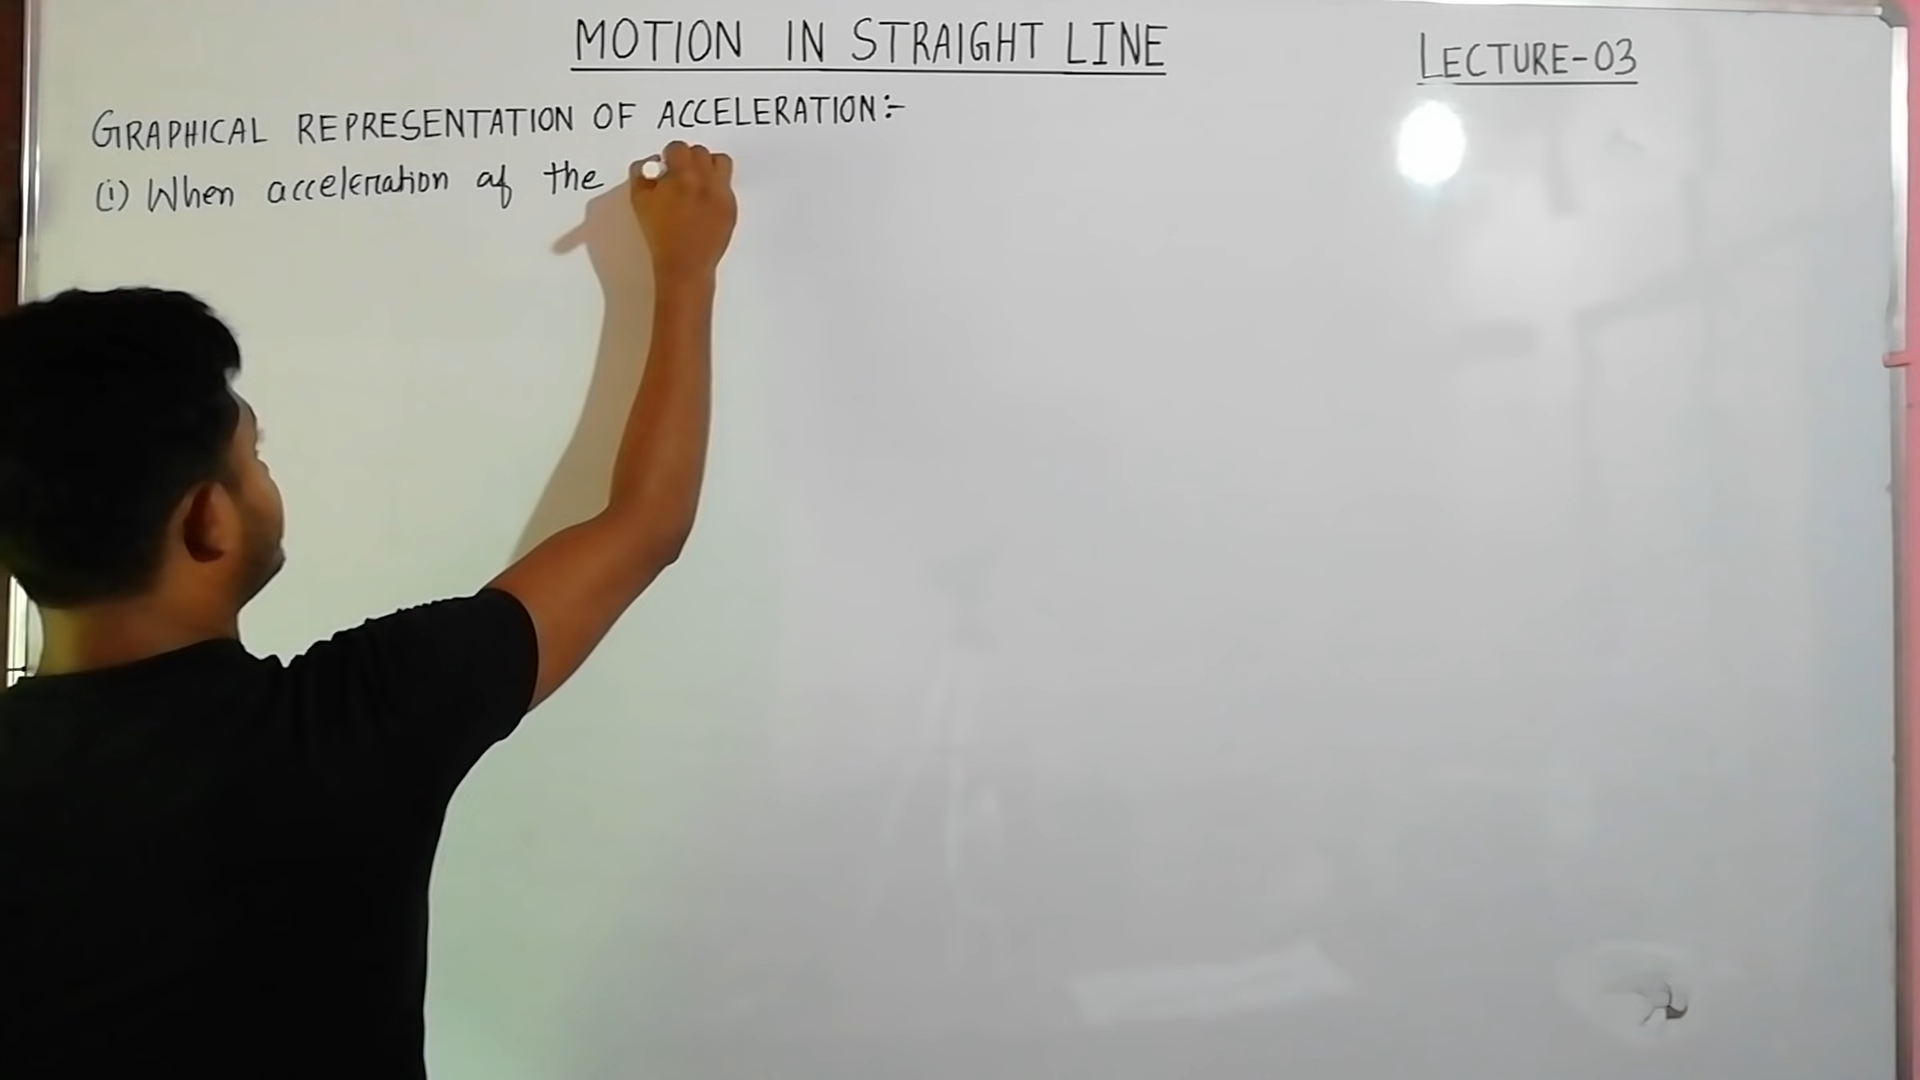 MOTION IN STRAIGHT LINE
LECTURE-03
GRAPHICAL REPRESENTATION OF ACCELERATION:-
(i) When acceleration of the